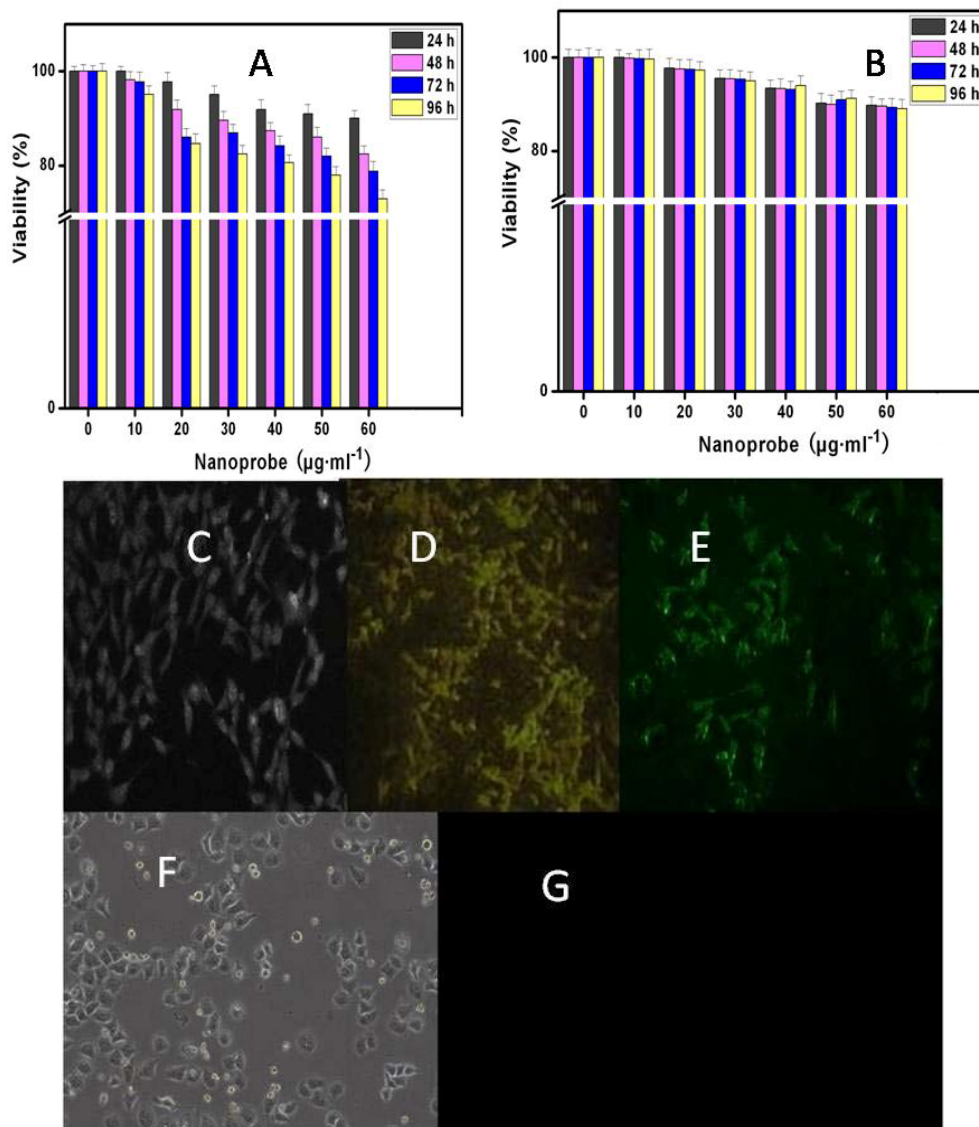 A
24 h
48 h
72 h
96 h
100
80
0
Viability (%)
0 10 20 30 40 50 60
Nanoprobe (µg·ml⁻¹)
B
24 h
48 h
72 h
96 h
100
80
0
Viability (%)
0 10 20 30 40 50 60
Nanoprobe (µg·ml⁻¹)
C
D
E
F
G